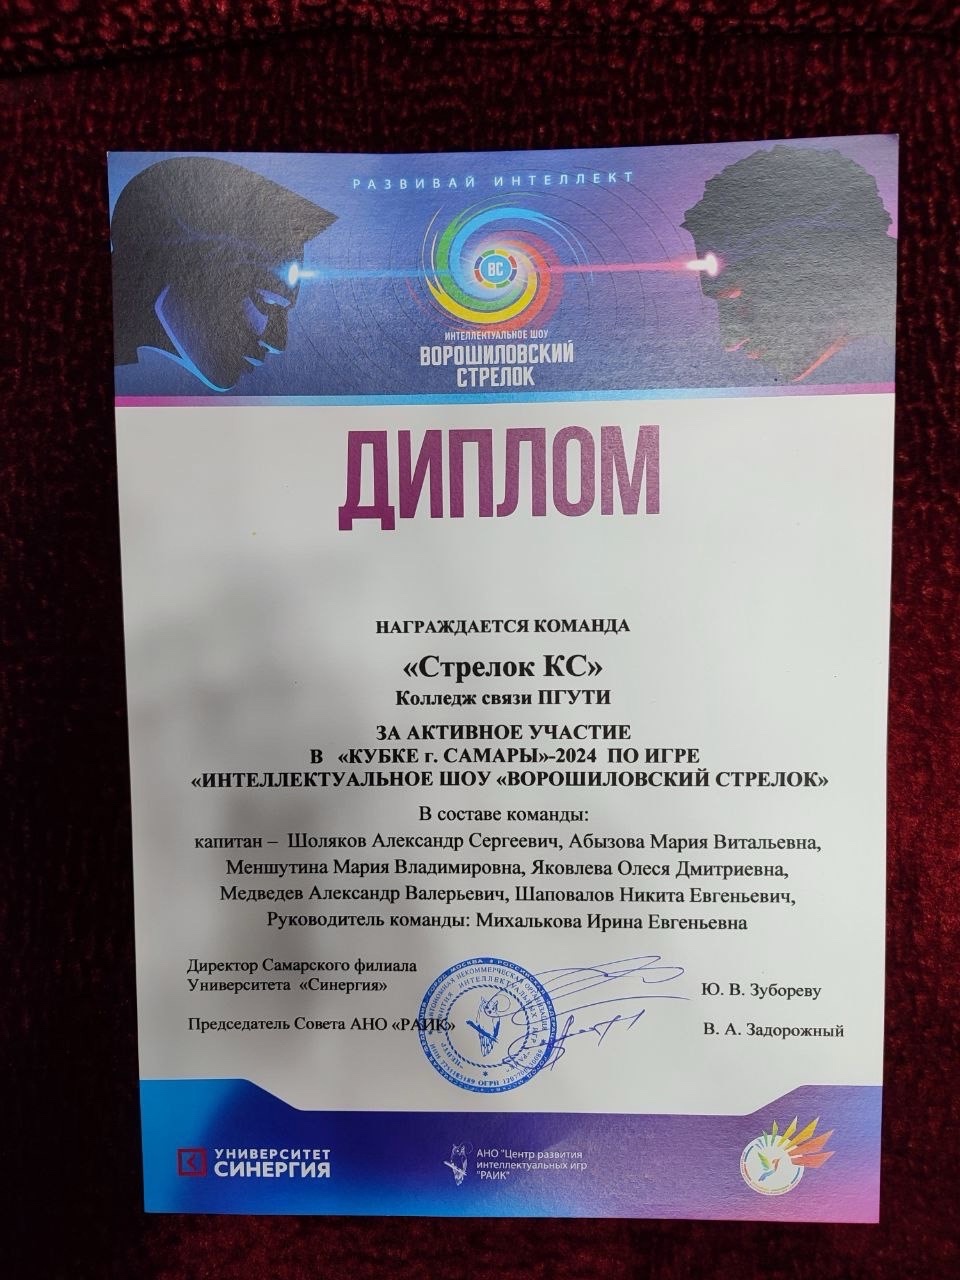 РАЗВИВАЙ ИНТЕЛЛЕКТ
ВС
ИНТЕЛЛЕКТУАЛЬНОЕ ШОУ
ВОРОШИЛОВСКИЙ
СТРЕЛОК
ДИПЛОМ
НАГРАЖДАЕТСЯ КОМАНДА
«Стрелок КС»
Колледж связи ПГУТИ
ЗА АКТИВНОЕ УЧАСТИЕ
В «КУБКЕ г. САМАРЫ»-2024 ПО ИГРЕ
«ИНТЕЛЛЕКТУАЛЬНОЕ ШОУ «ВОРОШИЛОВСКИЙ СТРЕЛОК»
В составе команды:
капитан – Шоляков Александр Сергеевич, Абызова Мария Витальевна,
Меншутина Мария Владимировна, Яковлева Олеся Дмитриевна,
Медведев Александр Валерьевич, Шаповалов Никита Евгеньевич,
Руководитель команды: Михалькова Ирина Евгеньевна
Директор Самарского филиала
Университета «Синергия»
Ю. В. Зубореву
Председатель Совета АНО «РАИК»
В. А. Задорожный
УНИВЕРСИТЕТ
СИНЕРГИЯ
АНО "Центр развития
интеллектуальных игр
"РАИК"